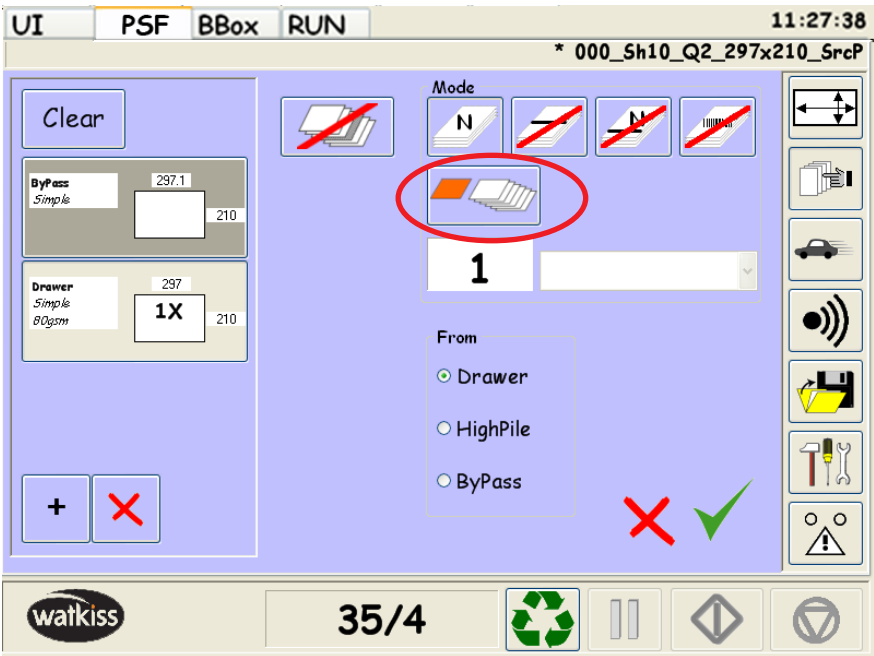 UI PSF BBox RUN 11:27:38
* 000_Sh10_Q2_297x210_SrcP
Clear
ByPass
Simple
297.1
210
Drawer
Simple
80gsm
297
1X
210
+
Mode
N
N
1
From
Drawer
HighPile
ByPass
watkiss
35/4